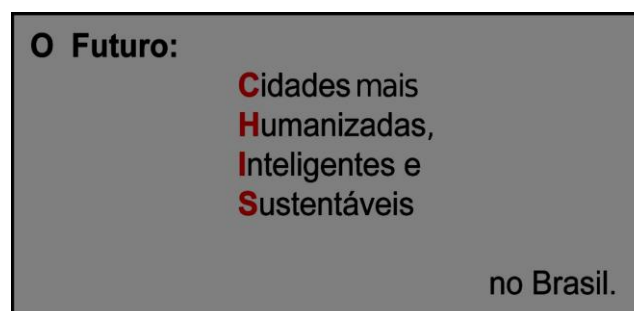 O Futuro:
Cidades mais
Humanizadas,
Inteligentes e
Sustentáveis
no Brasil.